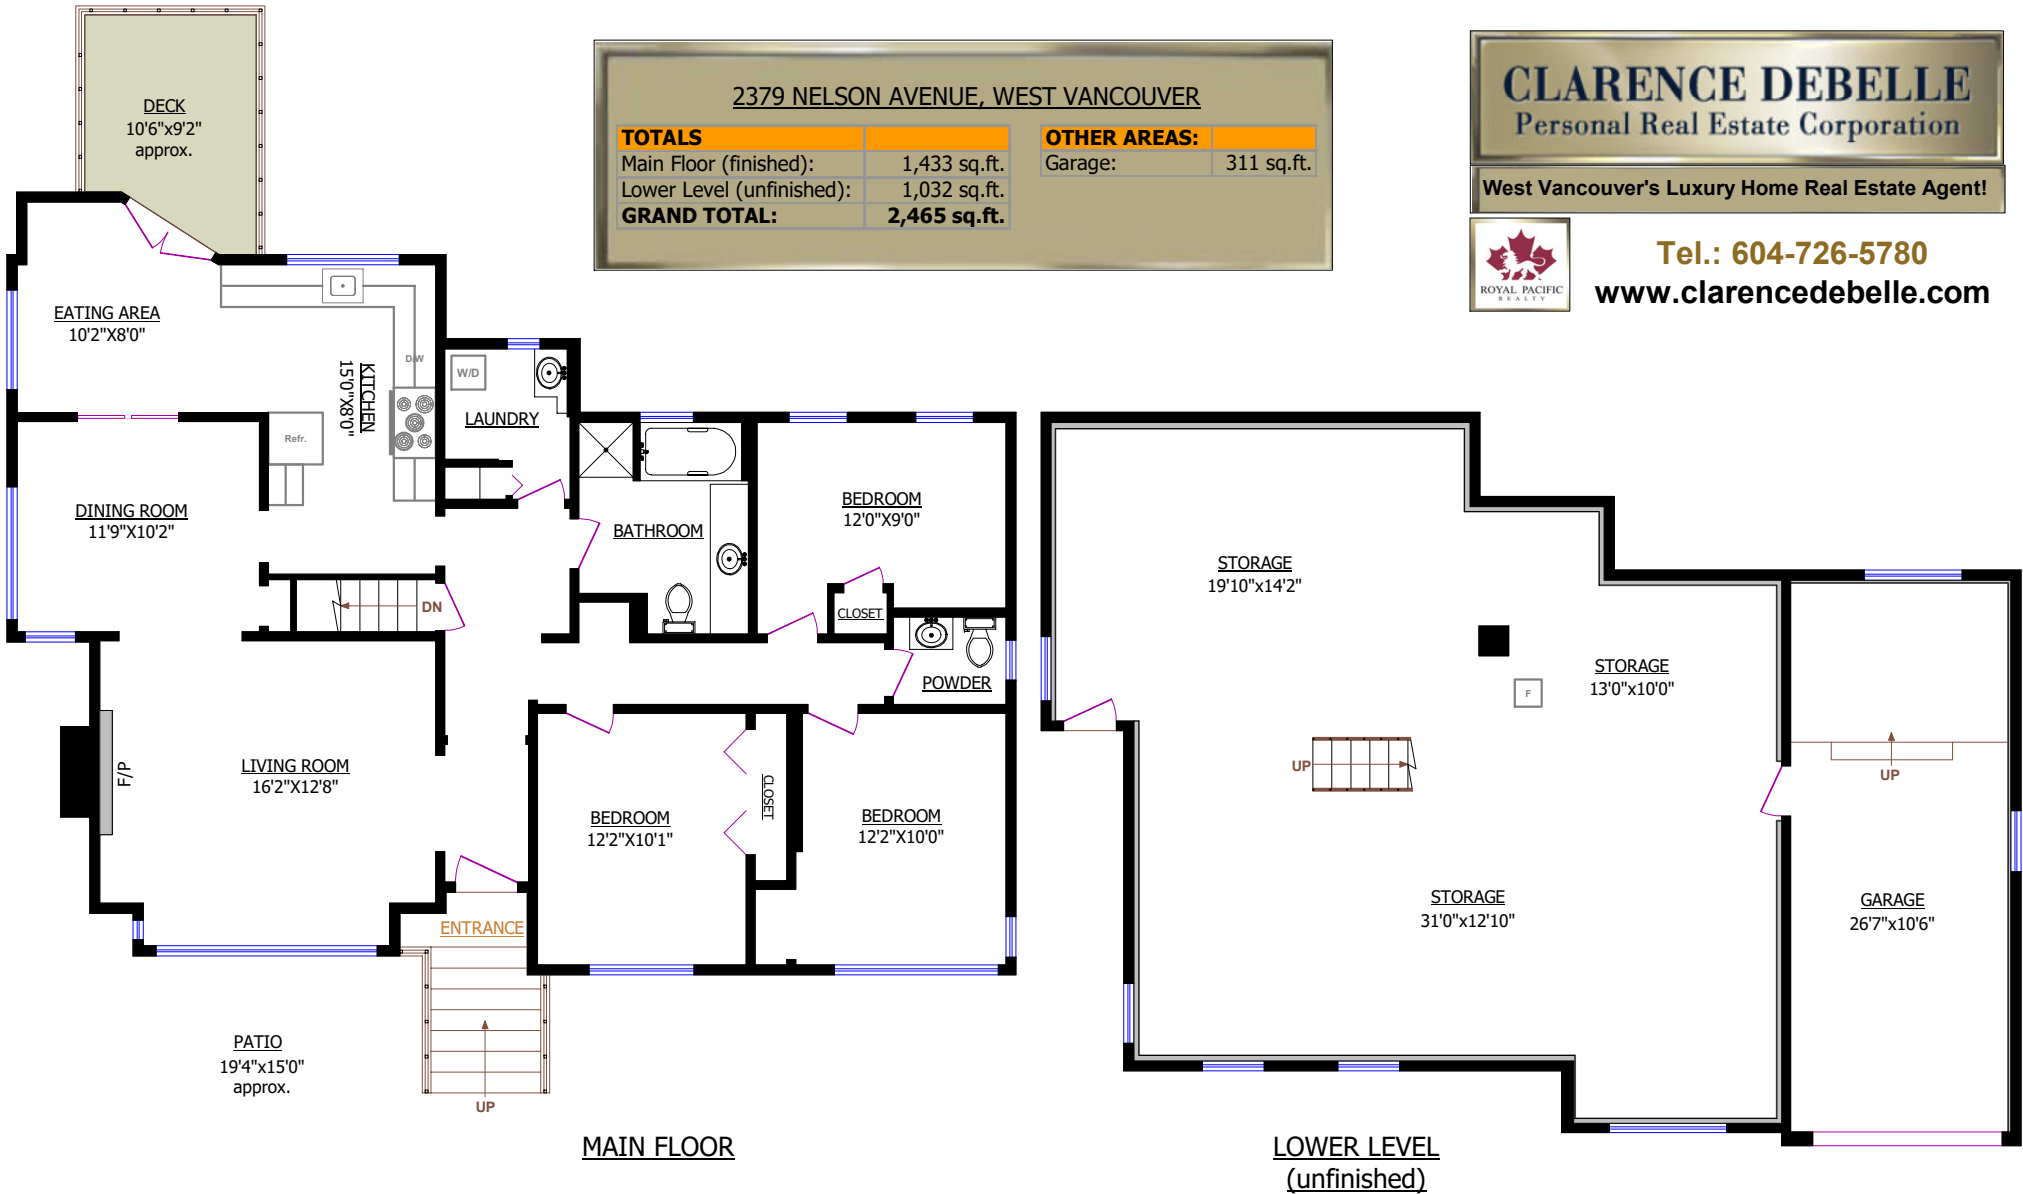 2379 NELSON AVENUE, WEST VANCOUVER
TOTALS
Main Floor (finished): 1,433 sq.ft.
Lower Level (unfinished): 1,032 sq.ft.
GRAND TOTAL: 2,465 sq.ft.
OTHER AREAS:
Garage: 311 sq.ft.
CLARENCE DEBELLE
Personal Real Estate Corporation
West Vancouver's Luxury Home Real Estate Agent!
ROYAL PACIFIC
REALTY
Tel.: 604-726-5780
www.clarencedebelle.com
DECK
10'6"x9'2"
approx.
EATING AREA
10'2"X8'0"
KITCHEN
15'0"X8'0"
D/W
Refr.
W/D
LAUNDRY
DINING ROOM
11'9"X10'2"
BATHROOM
BEDROOM
12'0"X9'0"
CLOSET
DN
POWDER
LIVING ROOM
16'2"X12'8"
F/P
BEDROOM
12'2"X10'1"
CLOSET
BEDROOM
12'2"X10'0"
ENTRANCE
UP
PATIO
19'4"x15'0"
approx.
MAIN FLOOR
STORAGE
19'10"x14'2"
STORAGE
13'0"x10'0"
F
UP
UP
STORAGE
31'0"x12'10"
GARAGE
26'7"x10'6"
LOWER LEVEL
(unfinished)